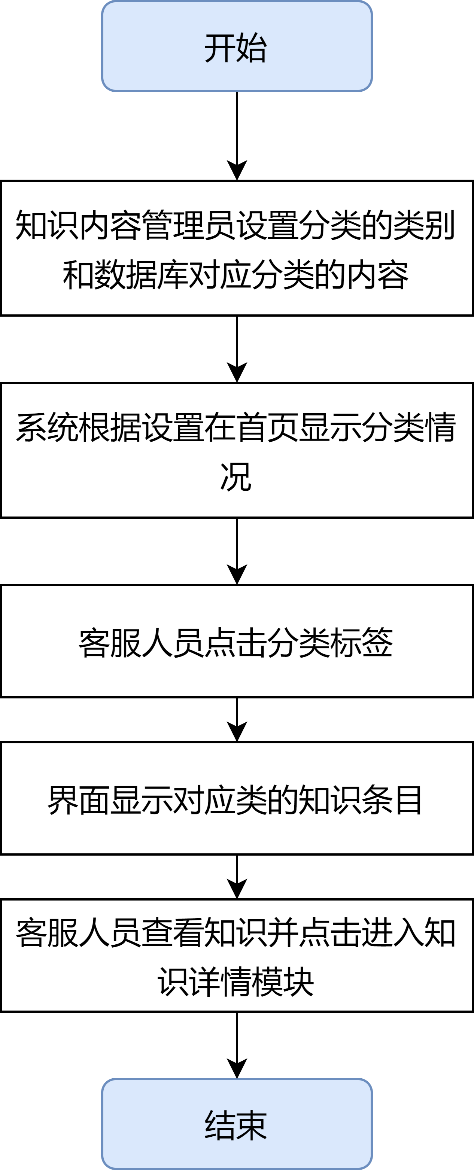 开始
知识内容管理员设置分类的类别
和数据库对应分类的内容
系统根据设置在首页显示分类情
况
客服人员点击分类标签
界面显示对应类的知识条目
客服人员查看知识并点击进入知
识详情模块
结束